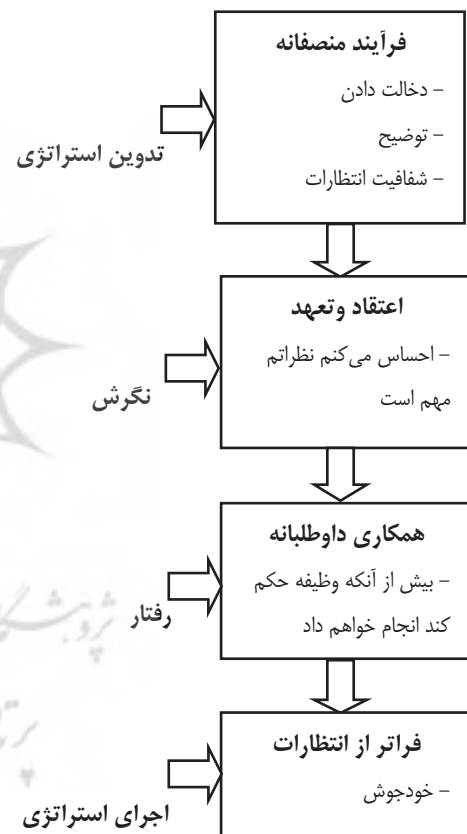 فرآیند منصفانه
- دخالت دادن
- توضیح
- شفافیت انتظارات
تدوین استراتژی
اعتقاد وتعهد
- احساس می‌کنم نظراتم
مهم است
نگرش
همکاری داوطلبانه
- بیش از آنکه وظیفه حکم
کند انجام خواهم داد
رفتار
فراتر از انتظارات
- خودجوش
اجرای استراتژی